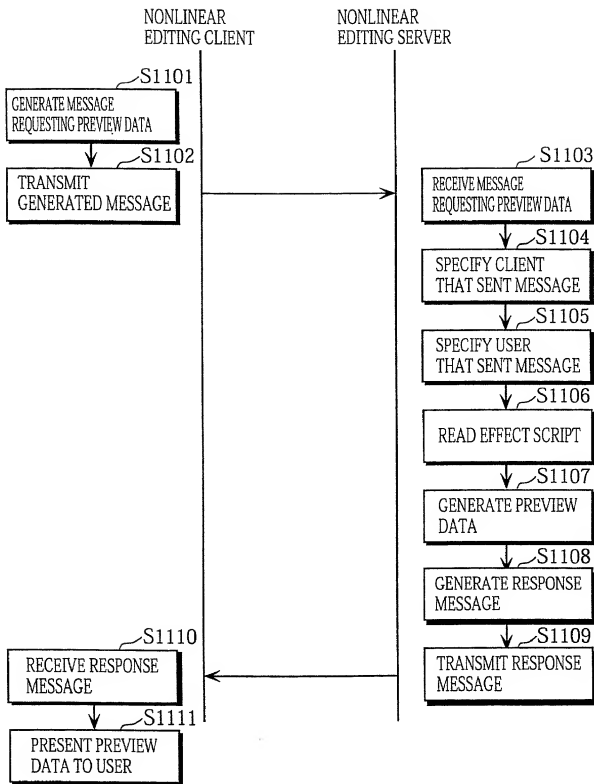 NONLINEAR
EDITING CLIENT
NONLINEAR
EDITING SERVER
S1101
GENERATE MESSAGE
REQUESTING PREVIEW DATA
S1102
TRANSMIT
GENERATED MESSAGE
S1103
RECEIVE MESSAGE
REQUESTING PREVIEW DATA
S1104
SPECIFY CLIENT
THAT SENT MESSAGE
S1105
SPECIFY USER
THAT SENT MESSAGE
S1106
READ EFFECT SCRIPT
S1107
GENERATE PREVIEW
DATA
S1108
GENERATE RESPONSE
MESSAGE
S1109
TRANSMIT RESPONSE
MESSAGE
S1110
RECEIVE RESPONSE
MESSAGE
S1111
PRESENT PREVIEW
DATA TO USER